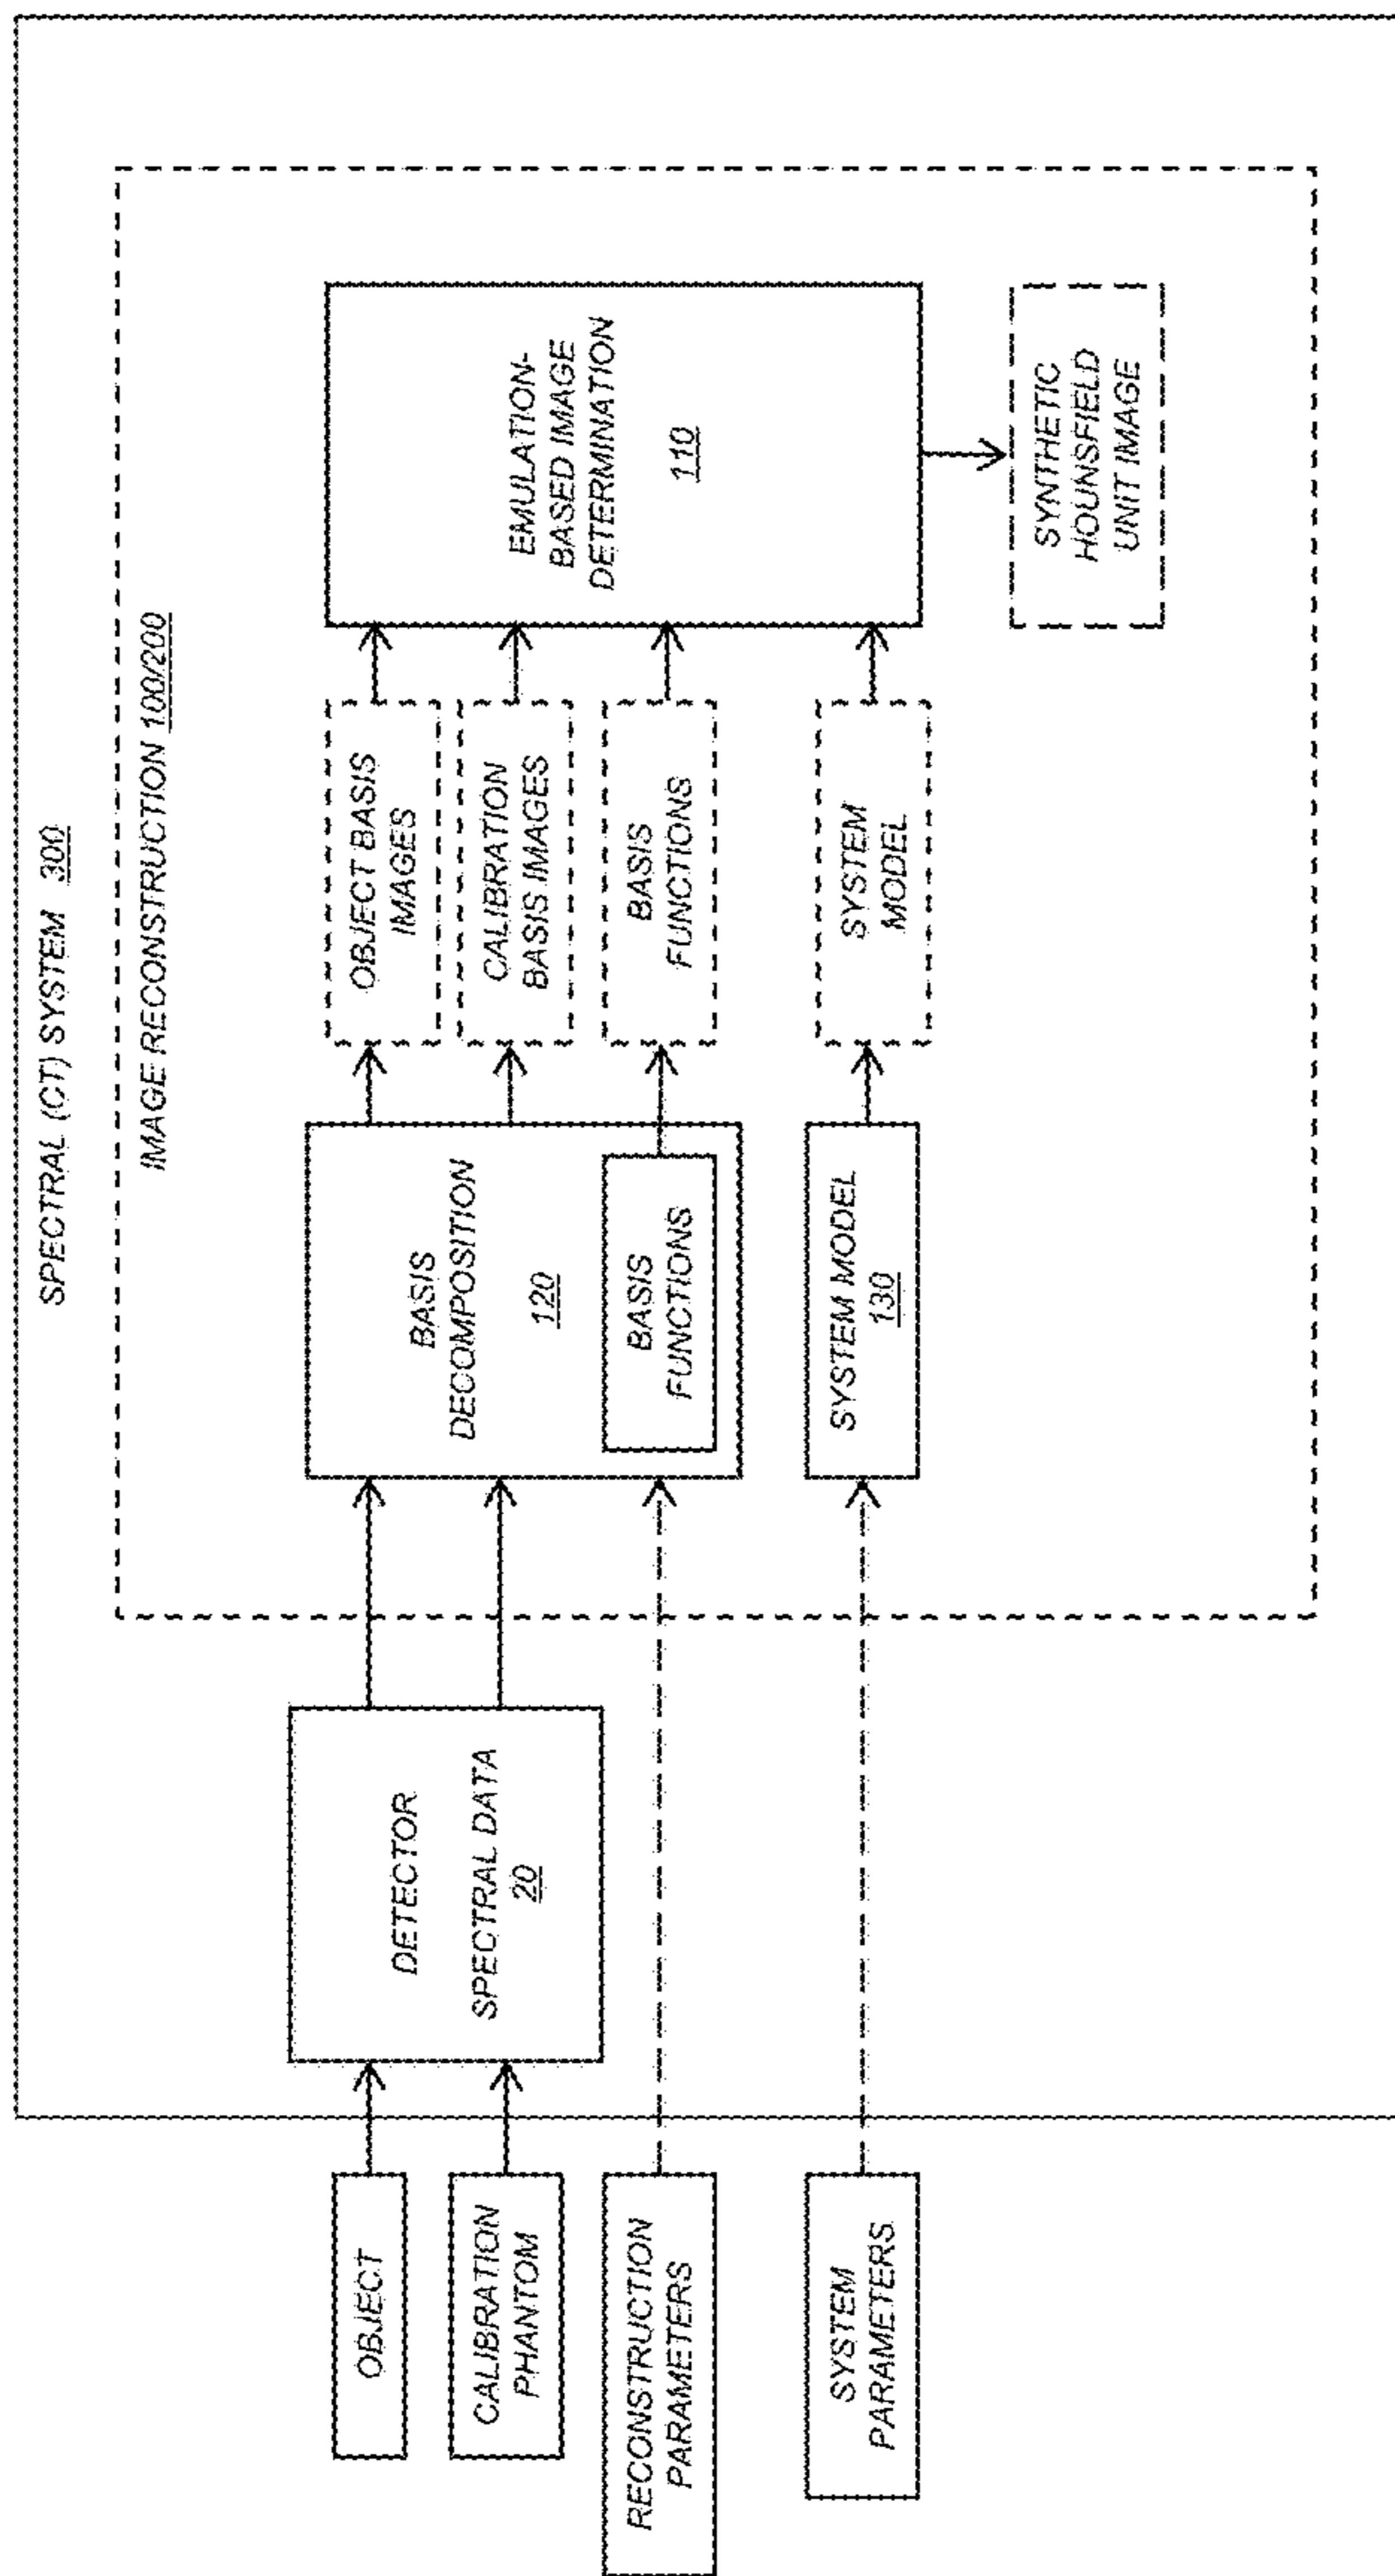 SPECTRAL (CT) SYSTEM 300
IMAGE RECONSTRUCTION 100/200
OBJECT
CALIBRATION
PHANTOM
RECONSTRUCTION
PARAMETERS
SYSTEM
PARAMETERS
DETECTOR
SPECTRAL DATA
20
BASIS
DECOMPOSITION
120
BASIS
FUNCTIONS
SYSTEM MODEL
130
OBJECT BASIS
IMAGES
CALIBRATION
BASIS IMAGES
BASIS
FUNCTIONS
SYSTEM
MODEL
EMULATION-
BASED IMAGE
DETERMINATION
110
SYNTHETIC
HOUNSFIELD
UNIT IMAGE